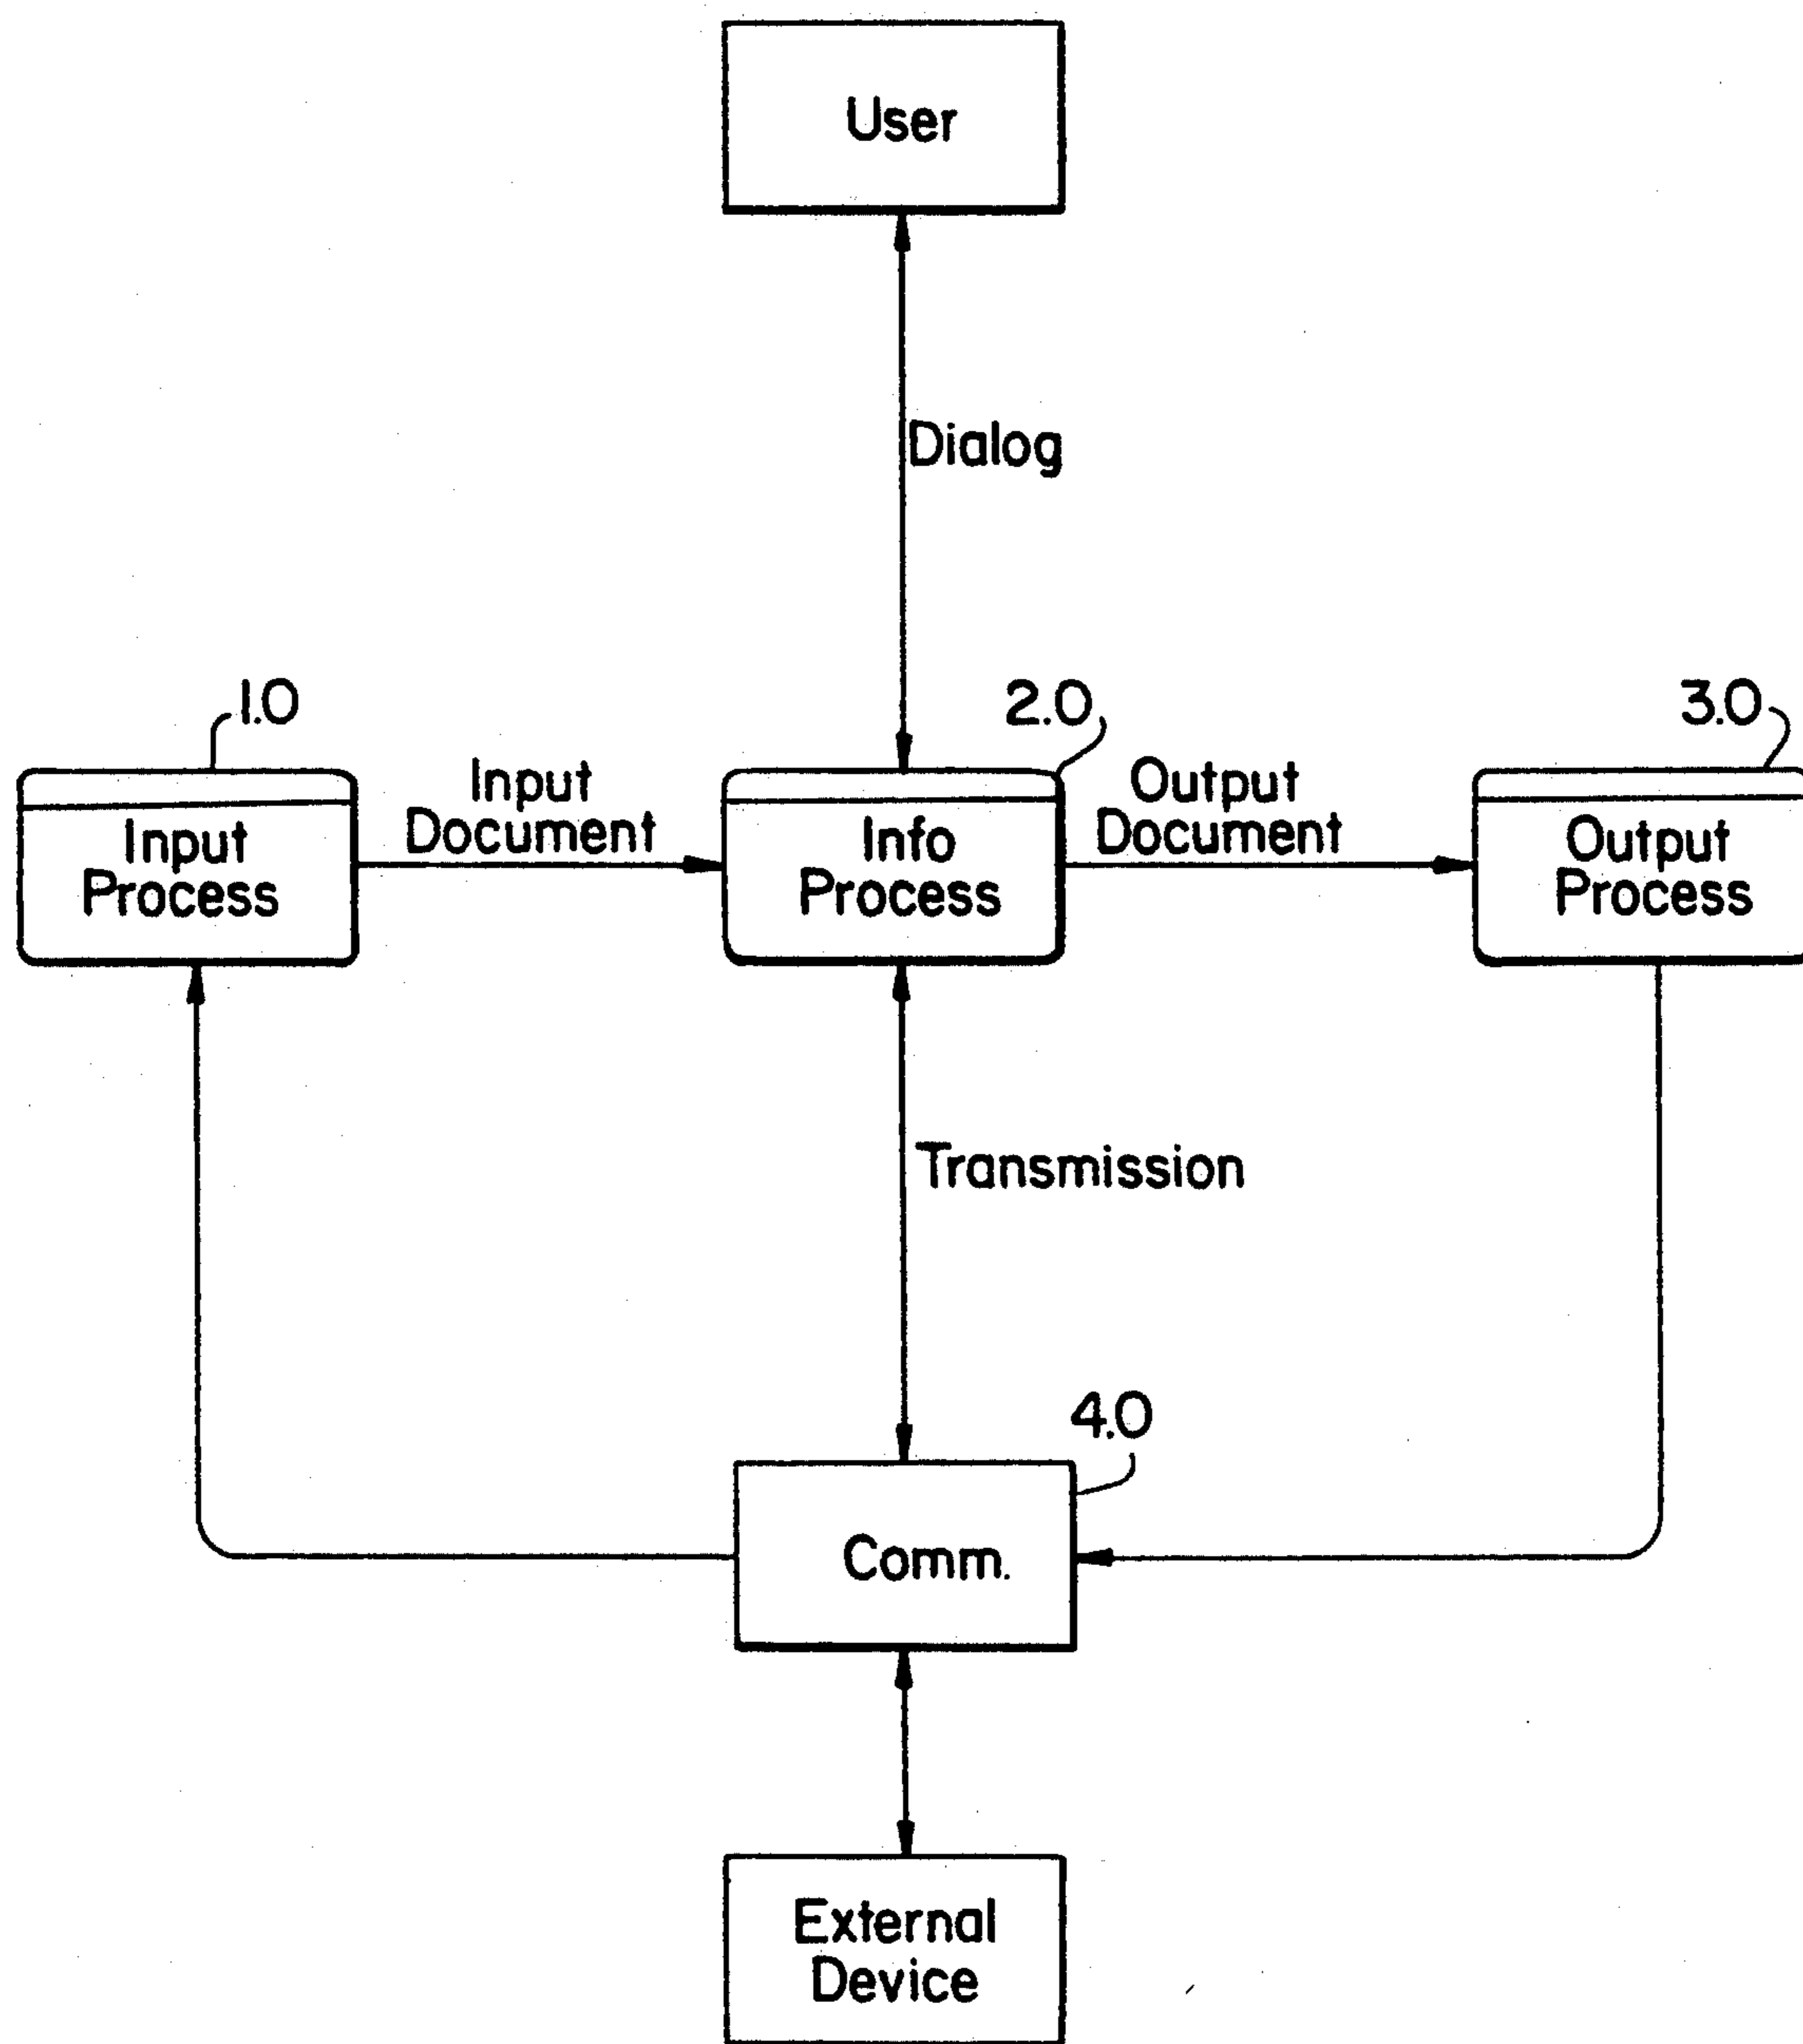 User
Dialog
1.0
2.0
3.0
Input
Document
Output
Document
Input
Process
Info
Process
Output
Process
Transmission
4.0
Comm.
External
Device